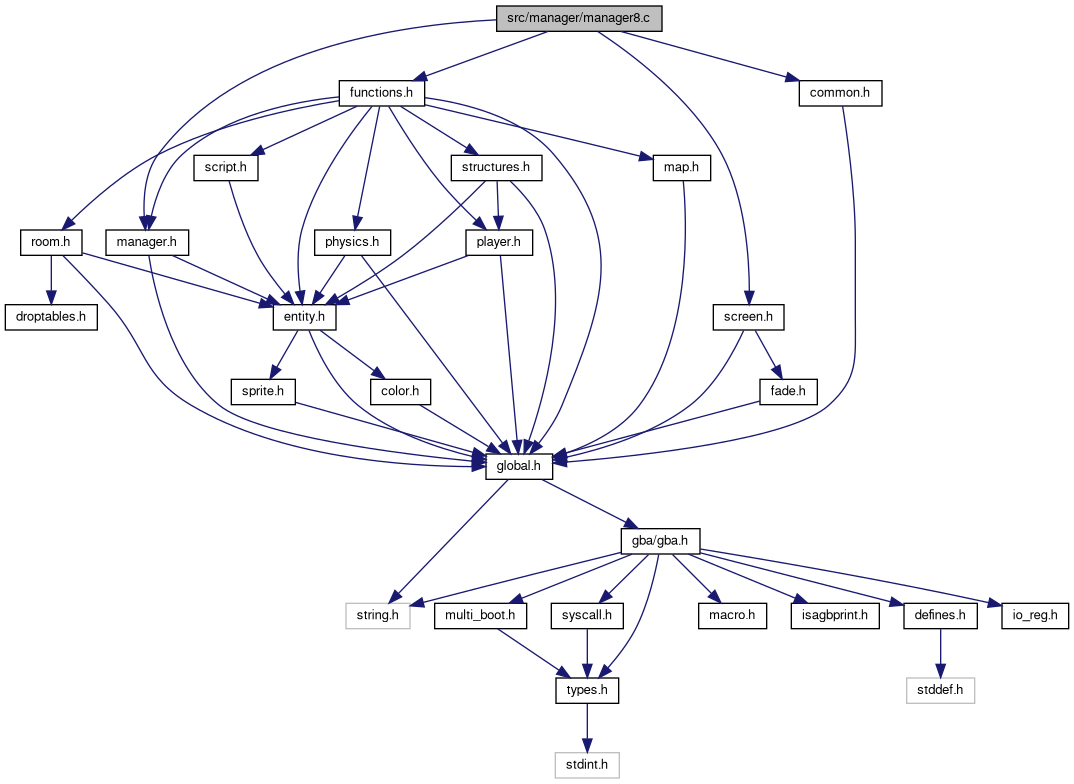 src/manager/manager8.c
functions.h
common.h
script.h
structures.h
map.h
room.h
manager.h
physics.h
player.h
droptables.h
entity.h
screen.h
sprite.h
color.h
fade.h
global.h
gba/gba.h
string.h
multi_boot.h
syscall.h
macro.h
isagbprint.h
defines.h
io_reg.h
types.h
stddef.h
stdint.h